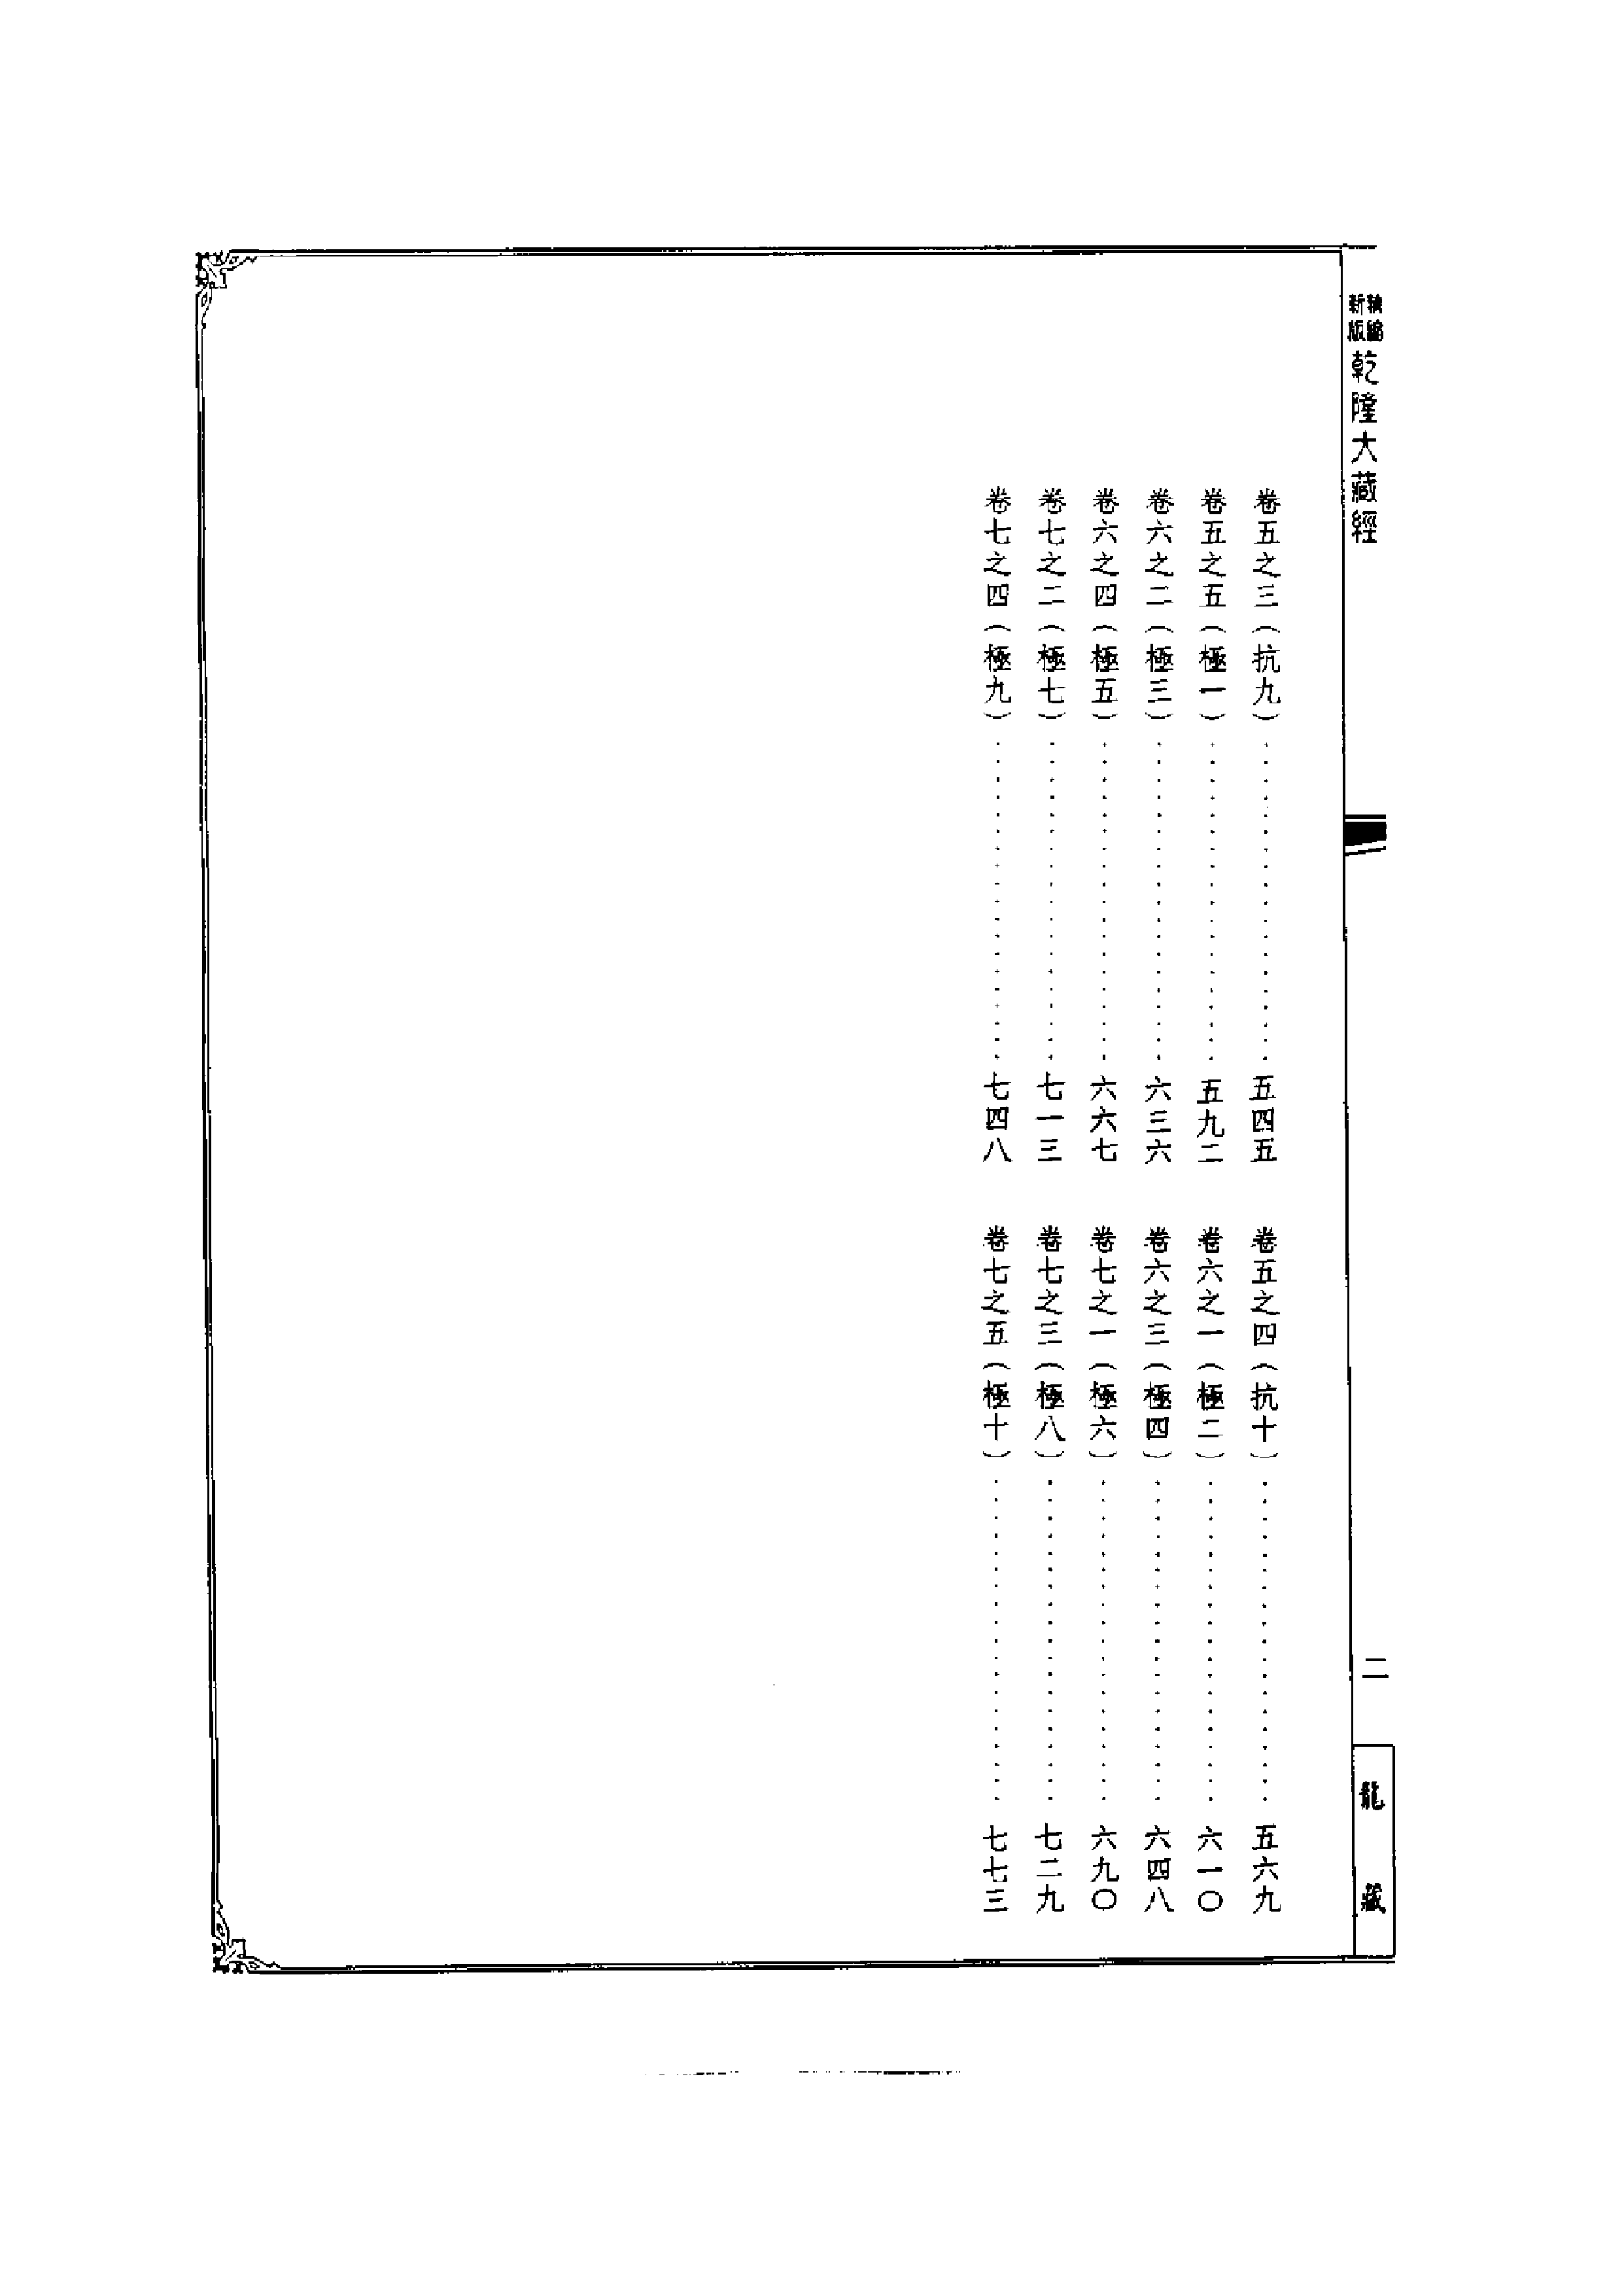 新版 乾隆大藏經
卷五之三（抗九）⋯⋯五四五
卷五之四（抗十）⋯⋯五六九
卷五之五（極一）⋯⋯五九二
卷六之一（極二）⋯⋯六一〇
卷六之二（極三）⋯⋯六三六
卷六之三（極四）⋯⋯六四八
卷六之四（極五）⋯⋯六六七
卷七之一（極六）⋯⋯六九〇
卷七之二（極七）⋯⋯七一三
卷七之三（極八）⋯⋯七二九
卷七之四（極九）⋯⋯七四八
卷七之五（極十）⋯⋯七七三
二
龍藏